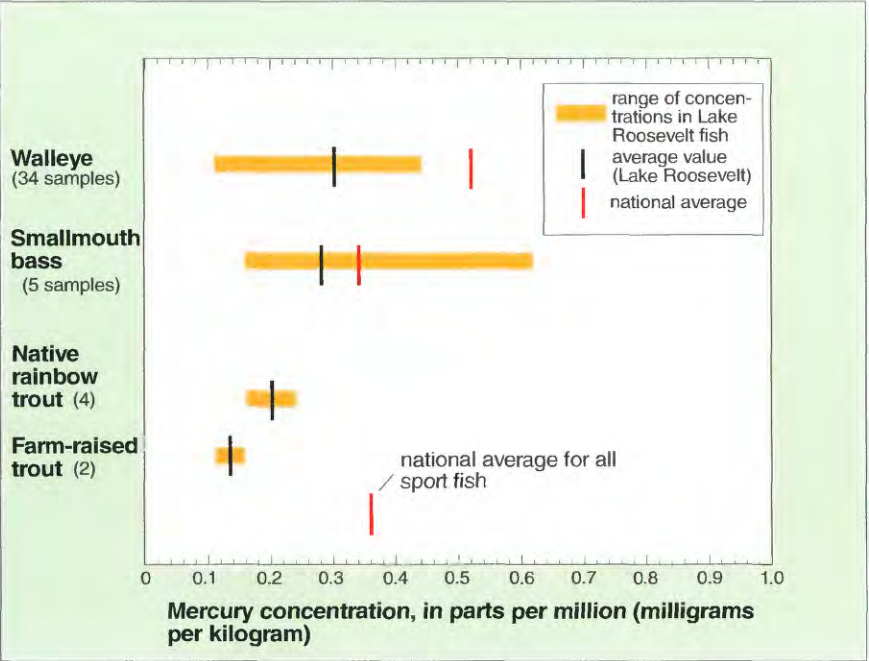 range of concen-
trations in Lake
Roosevelt fish
average value
(Lake Roosevelt)
national average
Walleye
(34 samples)
Smallmouth
bass
(5 samples)
Native
rainbow
trout (4)
Farm-raised
trout (2)
national average for all
sport fish
0 0.1 0.2 0.3 0.4 0.5 0.6 0.7 0.8 0.9 1.0
Mercury concentration, in parts per million (milligrams
per kilogram)